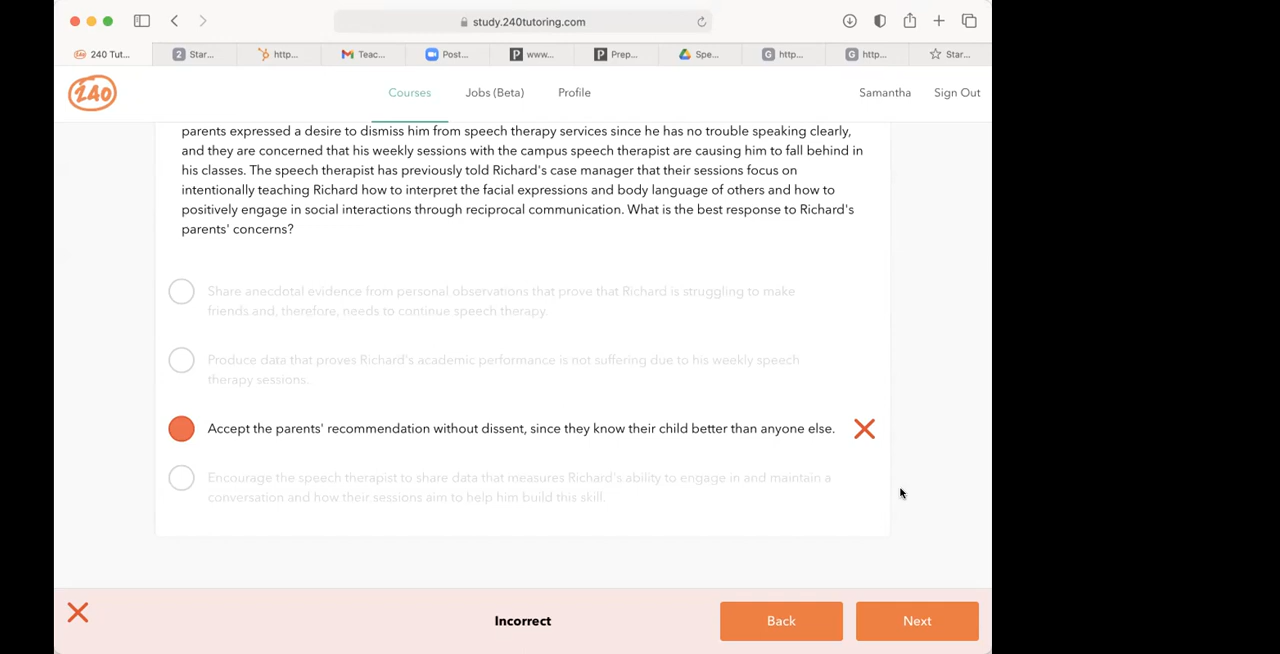 study.240tutoring.com
240 Tut...
2 Star...
http...
Teac...
Post...
P www...
P Prep...
Spe...
G http...
G http...
Star...
240
Courses
Jobs (Beta)
Profile
Samantha
Sign Out
parents expressed a desire to dismiss him from speech therapy services since he has no trouble speaking clearly,
and they are concerned that his weekly sessions with the campus speech therapist are causing him to fall behind in
his classes. The speech therapist has previously told Richard's case manager that their sessions focus on
intentionally teaching Richard how to interpret the facial expressions and body language of others and how to
positively engage in social interactions through reciprocal communication. What is the best response to Richard's
parents' concerns?
Share anecdotal evidence from personal observations that prove that Richard is struggling to make
friends and, therefore, needs to continue speech therapy.
Produce data that proves Richard's academic performance is not suffering due to his weekly speech
therapy sessions.
Accept the parents' recommendation without dissent, since they know their child better than anyone else.
Encourage the speech therapist to share data that measures Richard's ability to engage in and maintain a
conversation and how their sessions aim to help him build this skill.
Incorrect
Back
Next